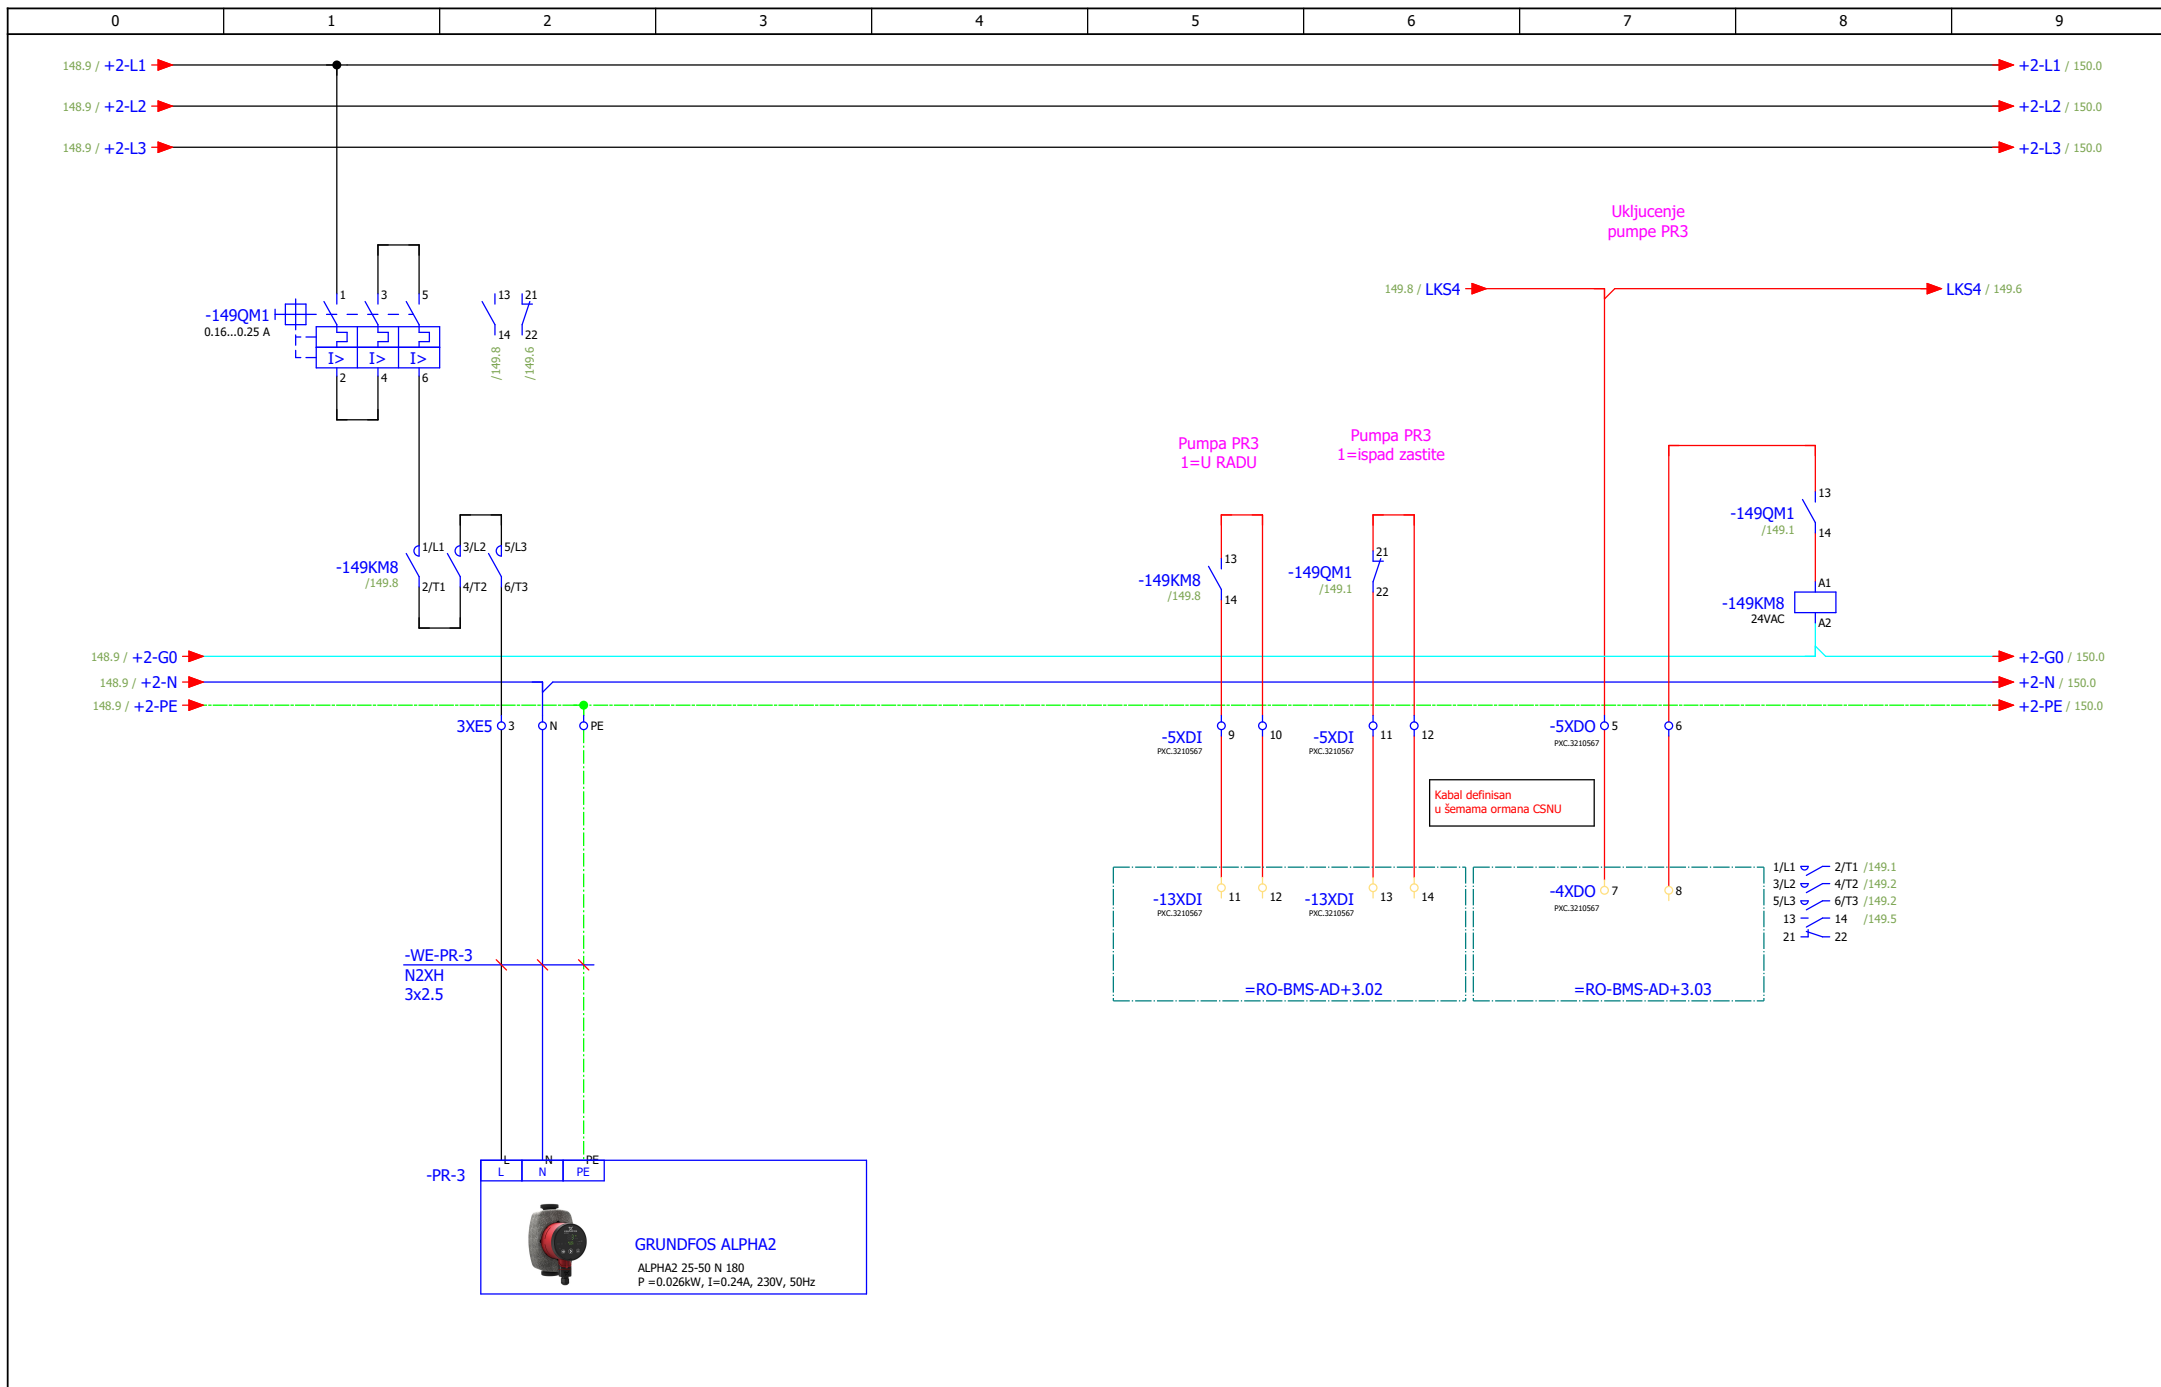 0 1 2 3 4 5 6 7 8 9
148.9 / +2-L1
+2-L1 / 150.0
148.9 / +2-L2
+2-L2 / 150.0
148.9 / +2-L3
+2-L3 / 150.0
Ukljucenje
pumpe PR3
149.8 / LKS4
LKS4 / 149.6
-149QM1
0.16...0.25 A
1 3 5
I> I> I>
2 4 6
13 21
14 22
/149.8 /149.6
Pumpa PR3
1=U RADU
Pumpa PR3
1=ispad zastite
-149KM8
/149.8
1/L1 3/L2 5/L3
2/T1 4/T2 6/T3
-149KM8
/149.8
13
14
-149QM1
/149.1
21
22
-149QM1
/149.1
13
14
-149KM8
24VAC
A1
A2
148.9 / +2-G0
+2-G0 / 150.0
148.9 / +2-N
+2-N / 150.0
148.9 / +2-PE
+2-PE / 150.0
3XE5 3 N PE
-5XDI 9 10
PXC.3210567
-5XDI 11 12
PXC.3210567
-5XDO 5 6
PXC.3210567
Kabal definisan
u šemama ormana CSNU
-13XDI 11 12
PXC.3210567
-13XDI 13 14
PXC.3210567
-4XDO 7 8
PXC.3210567
1/L1 2/T1 /149.1
3/L2 4/T2 /149.2
5/L3 6/T3 /149.2
13 14 /149.5
21 22
=RO-BMS-AD+3.02
=RO-BMS-AD+3.03
-WE-PR-3
N2XH
3x2.5
L N PE
-PR-3
L N PE
GRUNDFOS ALPHA2
ALPHA2 25-50 N 180
P =0.026kW, I=0.24A, 230V, 50Hz